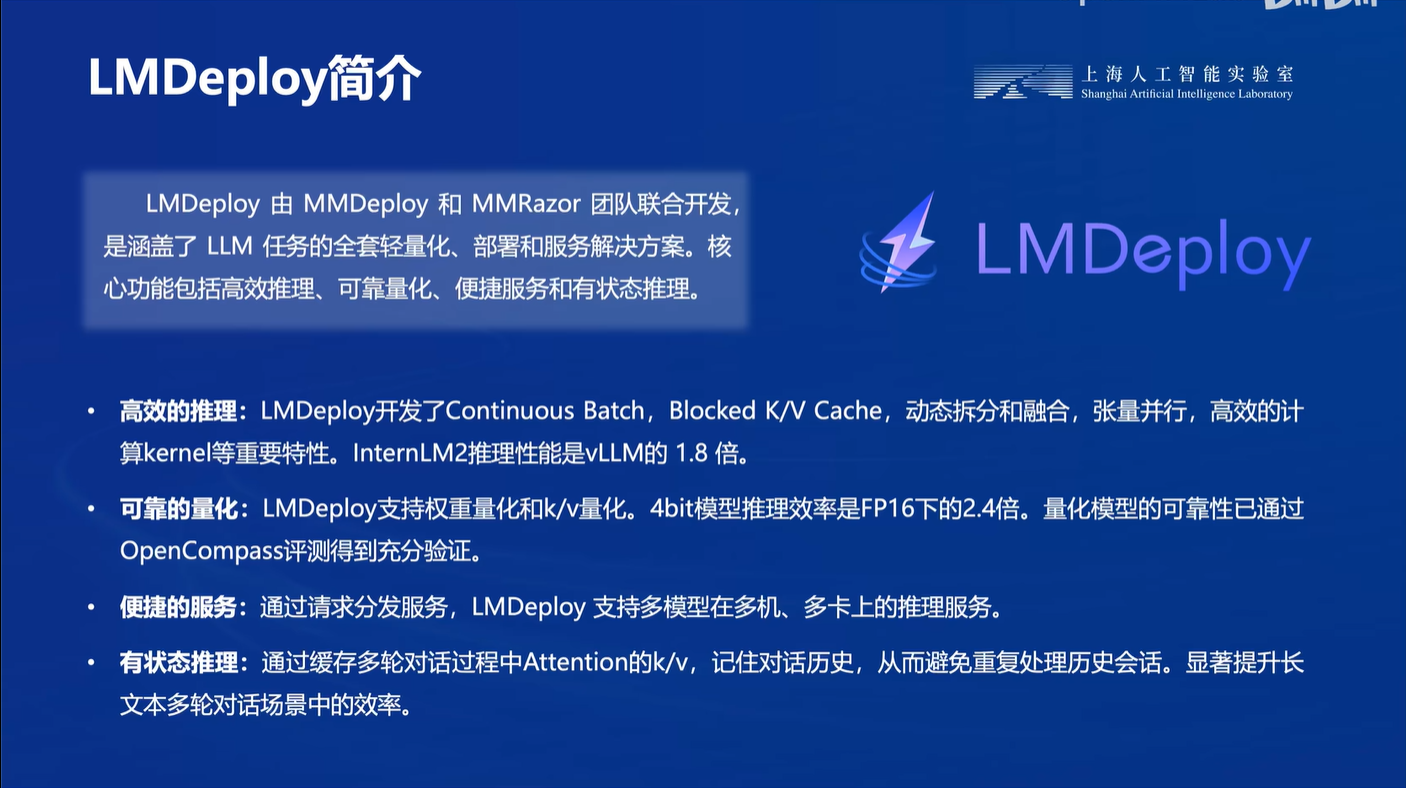 LMDeploy简介
上海人工智能实验室
Shanghai Artificial Intelligence Laboratory
LMDeploy 由 MMDeploy 和 MMRazor 团队联合开发，
是涵盖了 LLM 任务的全套轻量化、部署和服务解决方案。核
心功能包括高效推理、可靠量化、便捷服务和有状态推理。
LMDeploy
• 高效的推理：LMDeploy开发了Continuous Batch，Blocked K/V Cache，动态拆分和融合，张量并行，高效的计
算kernel等重要特性。InternLM2推理性能是vLLM的 1.8 倍。
• 可靠的量化：LMDeploy支持权重量化和k/v量化。4bit模型推理效率是FP16下的2.4倍。量化模型的可靠性已通过
OpenCompass评测得到充分验证。
• 便捷的服务：通过请求分发服务，LMDeploy 支持多模型在多机、多卡上的推理服务。
• 有状态推理：通过缓存多轮对话过程中Attention的k/v，记住对话历史，从而避免重复处理历史会话。显著提升长
文本多轮对话场景中的效率。